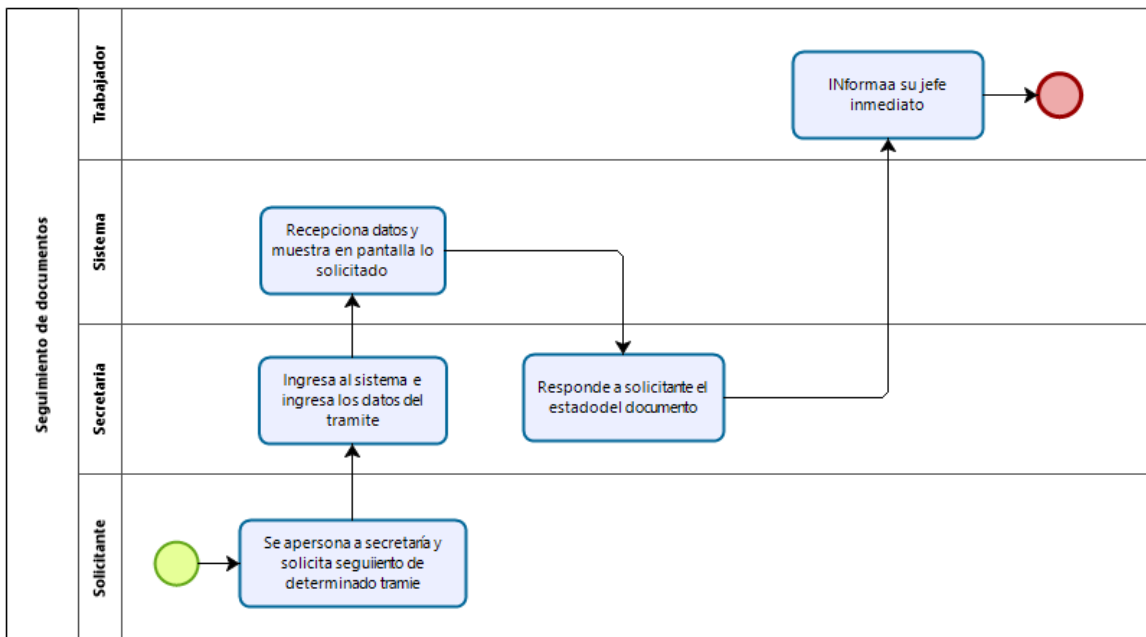 Seguimiento de documentos
Trabajador
INformaa su jefe
inmediato
Sistema
Recepciona datos y
muestra en pantalla lo
solicitado
Secretaria
Ingresa al sistema e
ingresa los datos del
tramite
Responde a solicitante el
estado del documento
Solicitante
Se apersona a secretaría y
solicita seguiiento de
determinado tramie